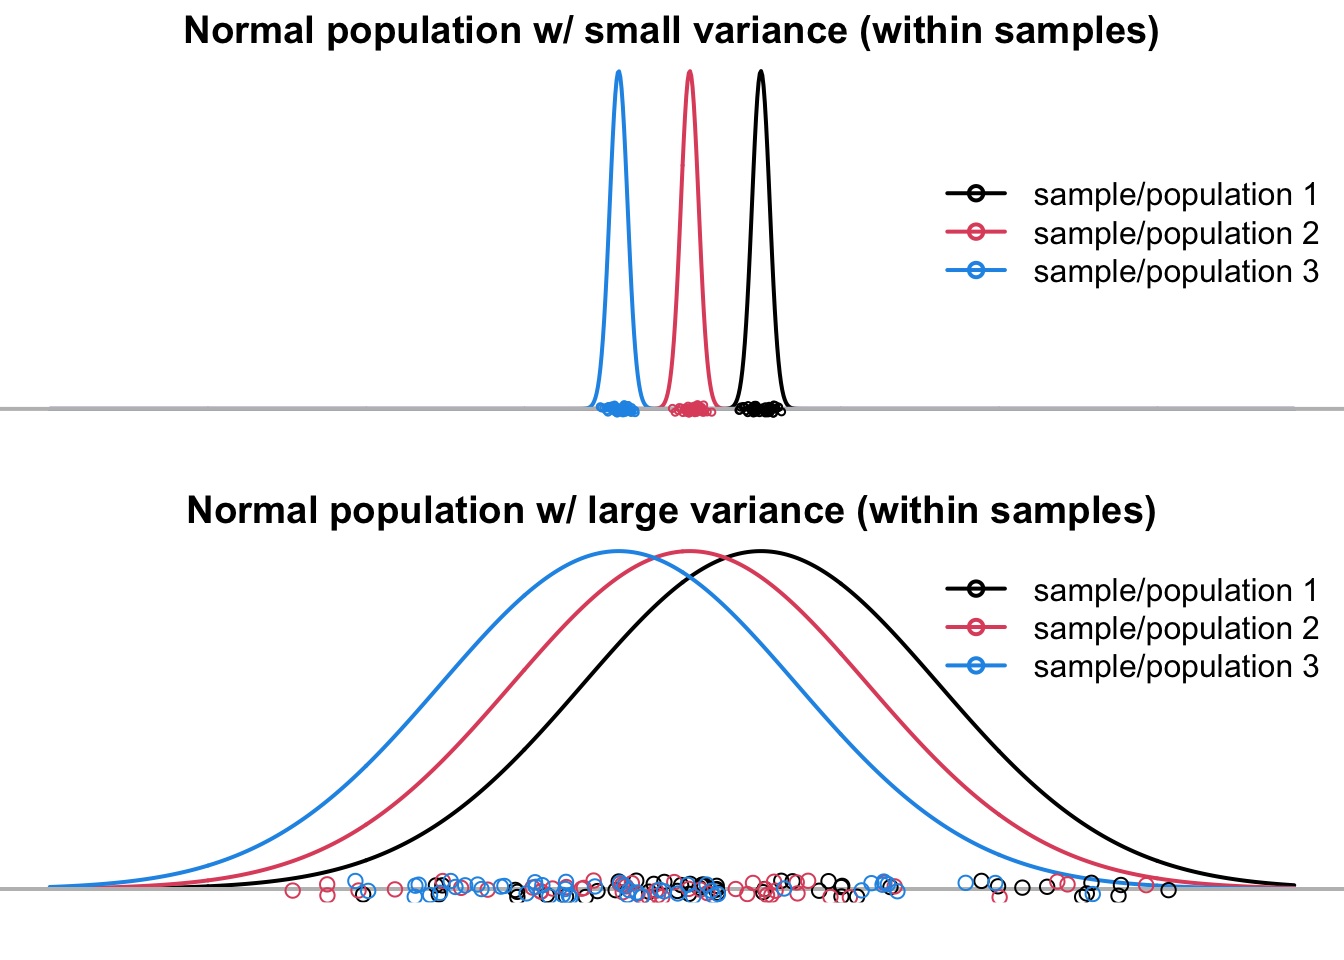 Normal population w/ small variance (within samples)
sample/population 1
sample/population 2
sample/population 3
Normal population w/ large variance (within samples)
sample/population 1
sample/population 2
sample/population 3